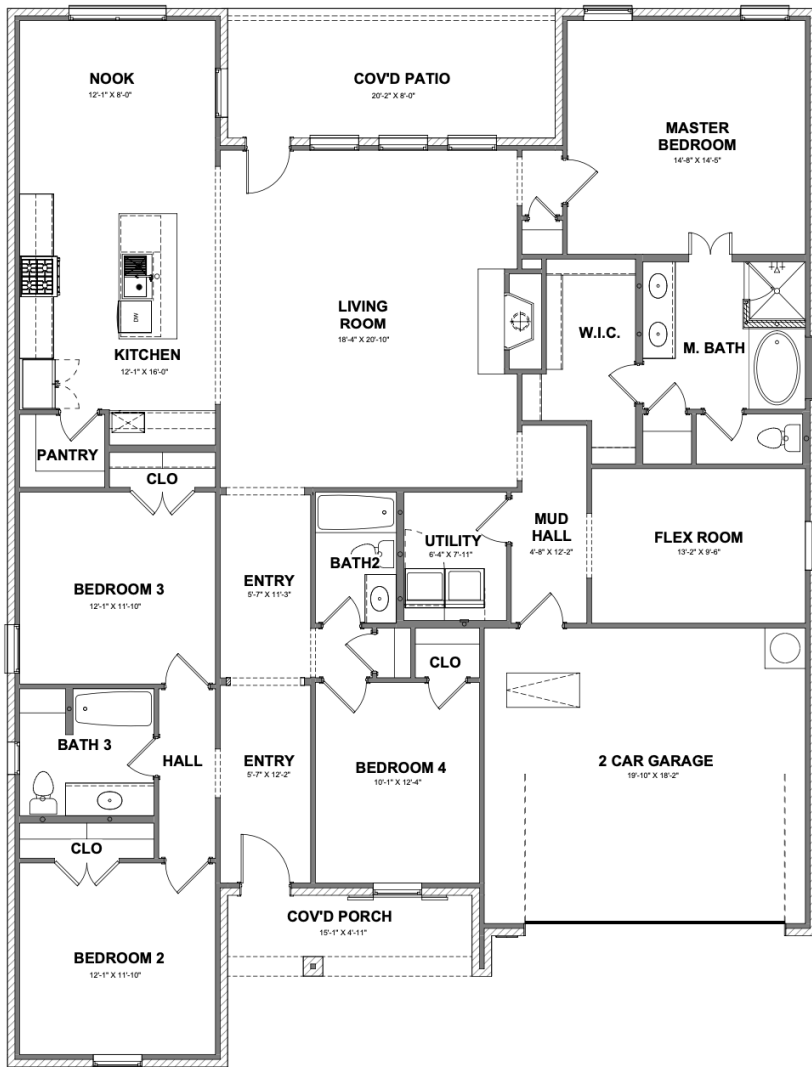 NOOK
12'-1" X 8'-0"
COV'D PATIO
20'-2" X 8'-0"
MASTER
BEDROOM
14'-8" X 14'-5"
LIVING
ROOM
18'-4" X 20'-10"
W.I.C.
M. BATH
DW
KITCHEN
12'-1" X 16'-0"
PANTRY
CLO
BEDROOM 3
12'-1" X 11'-10"
ENTRY
5'-7" X 11'-3"
BATH2
UTILITY
6'-4" X 7'-11"
MUD
HALL
4'-8" X 12'-2"
FLEX ROOM
13'-2" X 9'-6"
CLO
BATH 3
HALL
ENTRY
5'-7" X 12'-2"
BEDROOM 4
10'-1" X 12'-4"
2 CAR GARAGE
19'-10" X 18'-2"
CLO
COV'D PORCH
15'-1" X 4'-11"
BEDROOM 2
12'-1" X 11'-10"